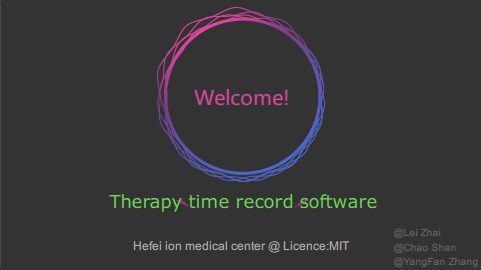 Welcome!
Therapy time record software
Hefei ion medical center @ Licence:MIT
@Lei Zhai
@Chao Shan
@YangFan Zhang